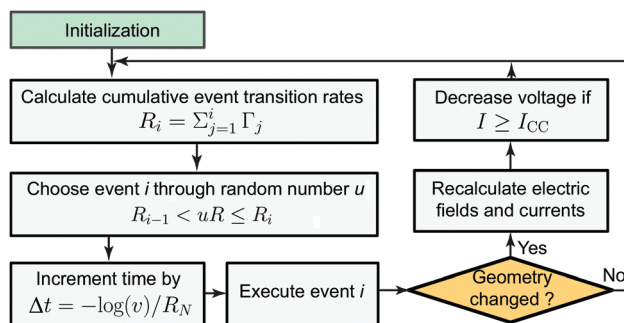 Initialization
Calculate cumulative event transition rates
R_i = Σ_{j=1}^{i} Γ_j
Choose event i through random number u
R_{i−1} < uR ≤ R_i
Increment time by
Δt = −log(v)/R_N
Execute event i
Geometry
changed ?
Yes
No
Recalculate electric
fields and currents
Decrease voltage if
I ≥ I_{CC}